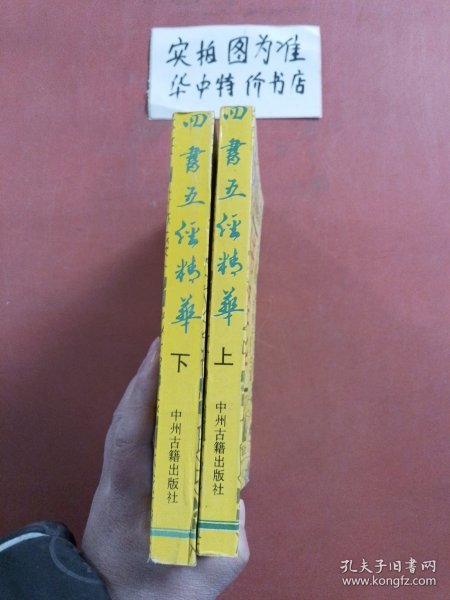 实拍图为准
华中特价书店
四書五经精華
下
中州古籍出版社
四書五经精華
上
中州古籍出版社
孔夫子旧书网
www.kongfz.com